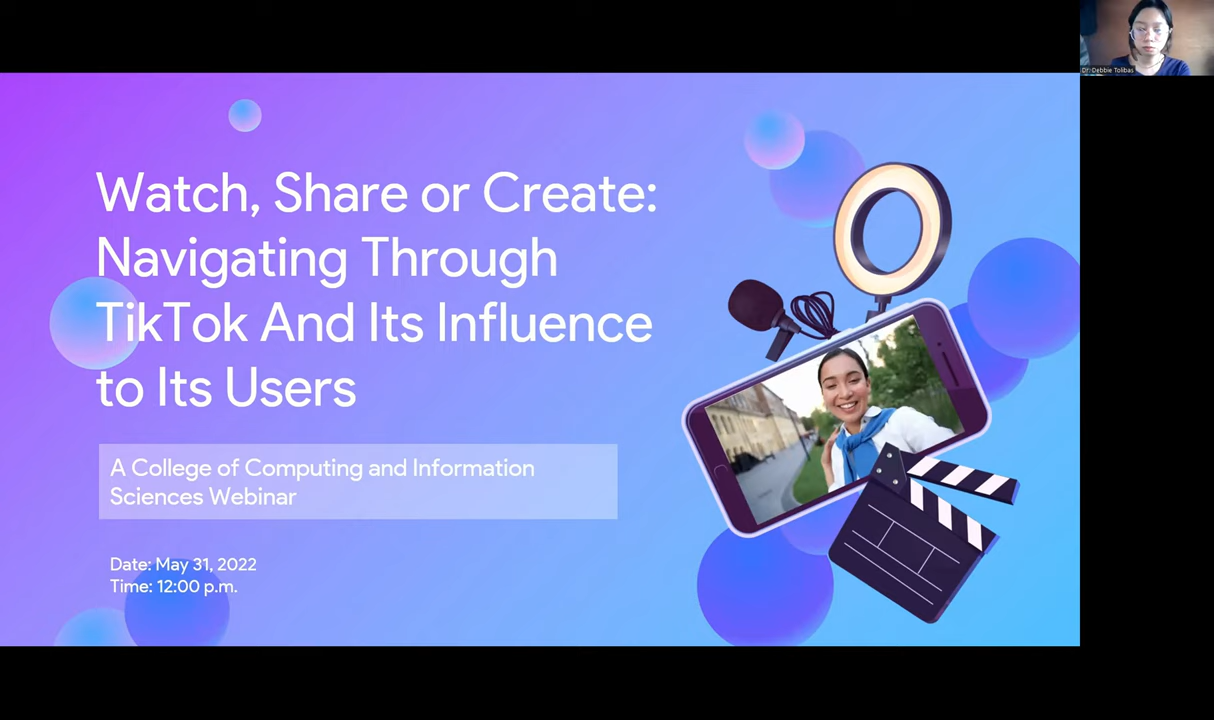 Dr. Debbie Tolibas
Watch, Share or Create:
Navigating Through
TikTok And Its Influence
to Its Users
A College of Computing and Information
Sciences Webinar
Date: May 31, 2022
Time: 12:00 p.m.